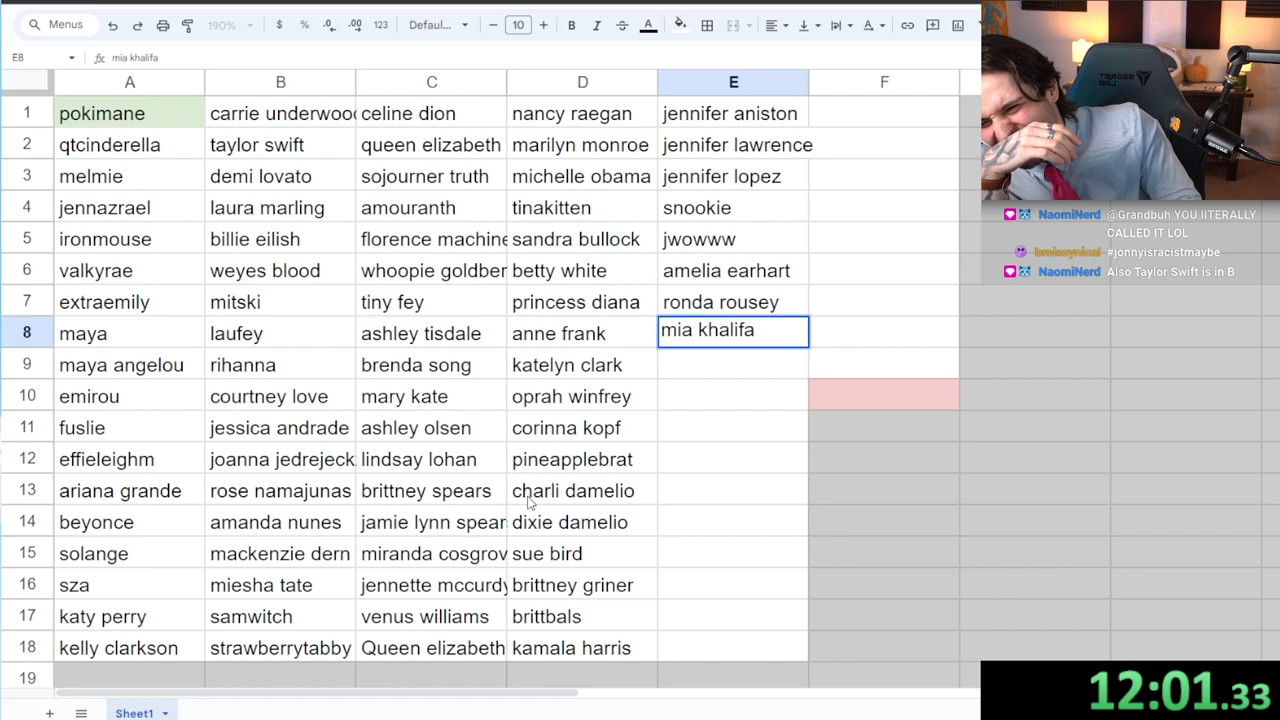 Menus 190% $ % .0 .00 123 Defaul... 10 B I A
E8 fx mia khalifa
A B C D E F
1 pokimane carrie underwood celine dion nancy raegan jennifer aniston
2 qtcinderella taylor swift queen elizabeth marilyn monroe jennifer lawrence
3 melmie demi lovato sojourner truth michelle obama jennifer lopez
4 jennazrael laura marling amouranth tinakitten snookie
5 ironmouse billie eilish florence machine sandra bullock jwowww
6 valkyrae weyes blood whoopie goldber betty white amelia earhart
7 extraemily mitski tiny fey princess diana ronda rousey
8 maya laufey ashley tisdale anne frank mia khalifa
9 maya angelou rihanna brenda song katelyn clark
10 emirou courtney love mary kate oprah winfrey
11 fuslie jessica andrade ashley olsen corinna kopf
12 effieleighm joanna jedrejeck lindsay lohan pineapplebrat
13 ariana grande rose namajunas brittney spears charli damelio
14 beyonce amanda nunes jamie lynn spear dixie damelio
15 solange mackenzie dern miranda cosgrov sue bird
16 sza miesha tate jennette mccurdy brittney griner
17 katy perry samwitch venus williams brittbals
18 kelly clarkson strawberrytabby Queen elizabeth kamala harris
19
Sheet1
NaomiNerd @Grandbuh YOU lITERALLY
CALLED IT LOL
broiscynical #jonnyisracistmaybe
NaomiNerd Also Taylor Swift is in B
12:01.33